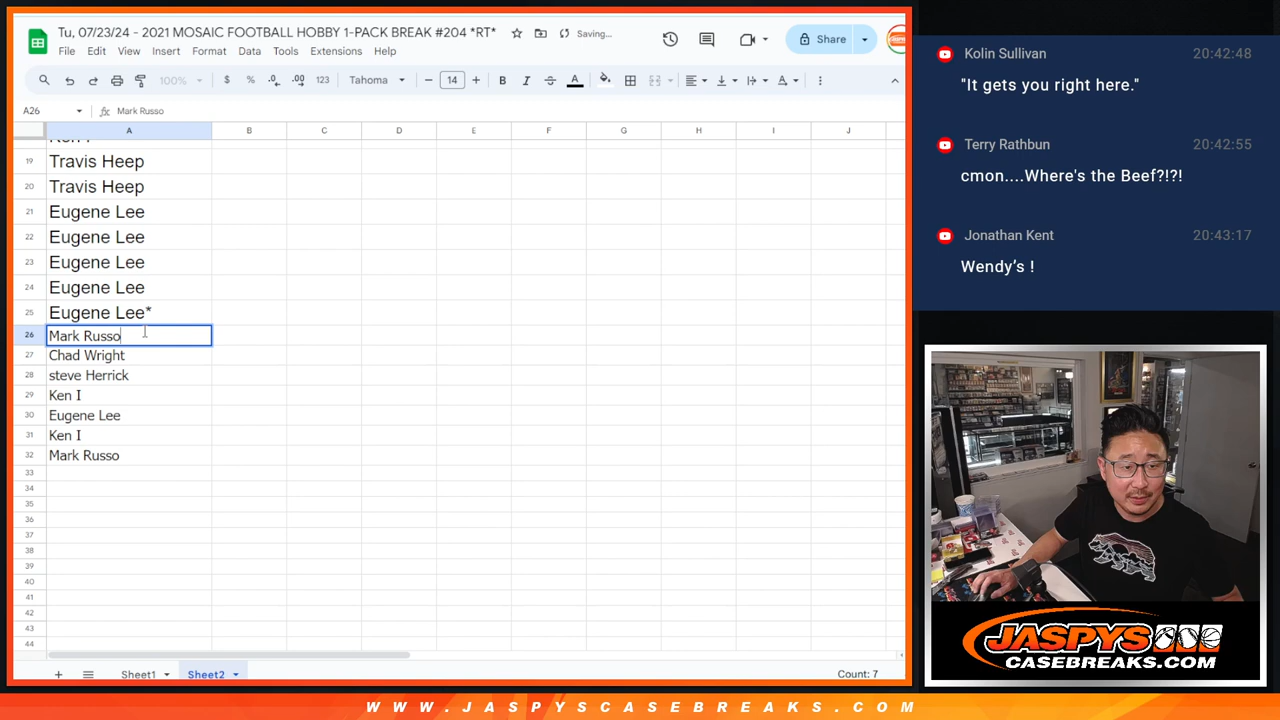 Tu, 07/23/24 - 2021 MOSAIC FOOTBALL HOBBY 1-PACK BREAK #204 *RT*
Saving...
Share
File Edit View Insert Format Data Tools Extensions Help
100% $ % .0 .00 123 Tahoma 14 B I A
A26 fx Mark Russo
A B C D E F G H I J
19 Travis Heep
20 Travis Heep
21 Eugene Lee
22 Eugene Lee
23 Eugene Lee
24 Eugene Lee
25 Eugene Lee*
26 Mark Russo
27 Chad Wright
28 steve Herrick
29 Ken I
30 Eugene Lee
31 Ken I
32 Mark Russo
33
34
35
36
37
38
39
40
41
42
43
44
Sheet1 Sheet2 Count: 7
Kolin Sullivan 20:42:48
"It gets you right here."
Terry Rathbun 20:42:55
cmon....Where's the Beef?!?!
Jonathan Kent 20:43:17
Wendy’s !
JASPYS
CASEBREAKS.COM
WWW.JASPYSCASEBREAKS.COM